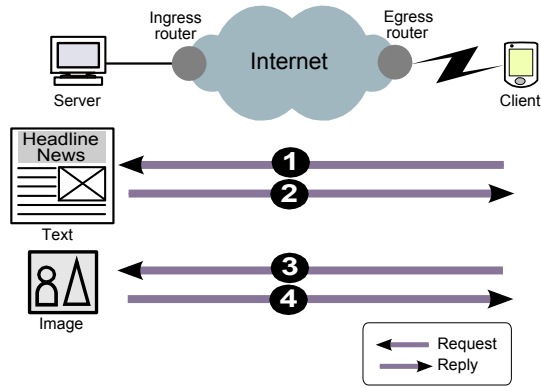 Ingress
router
Egress
router
Internet
Server
Client
Headline
News
1
2
Text
3
4
Image
Request
Reply